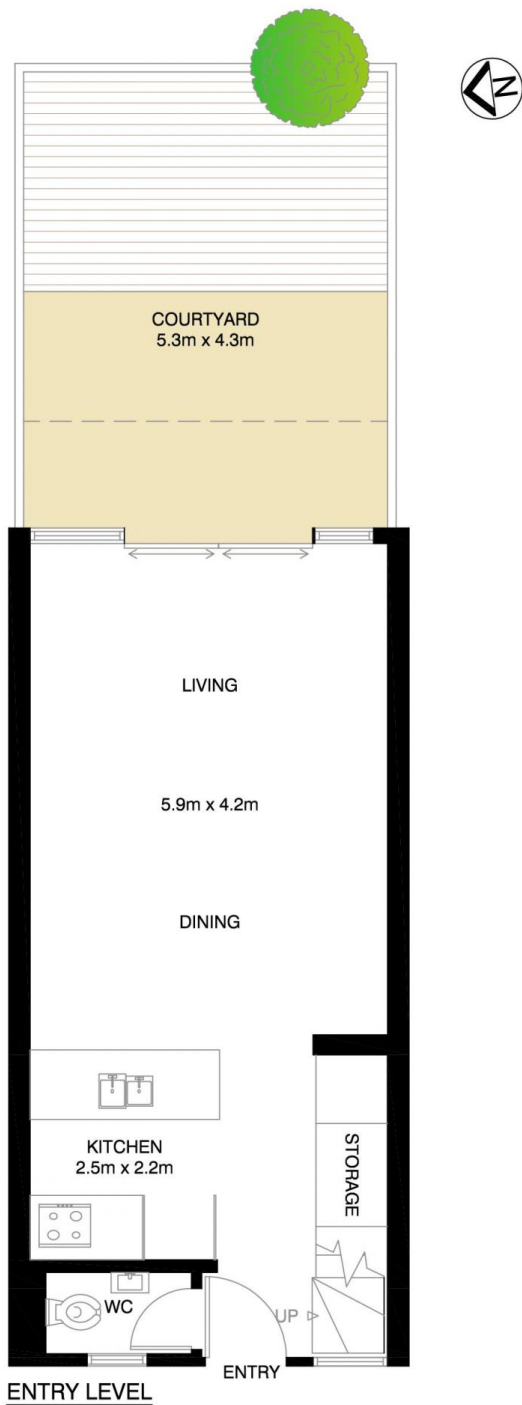 N
COURTYARD
5.3m x 4.3m
LIVING
5.9m x 4.2m
DINING
KITCHEN
2.5m x 2.2m
STORAGE
WC
UP
ENTRY
ENTRY LEVEL